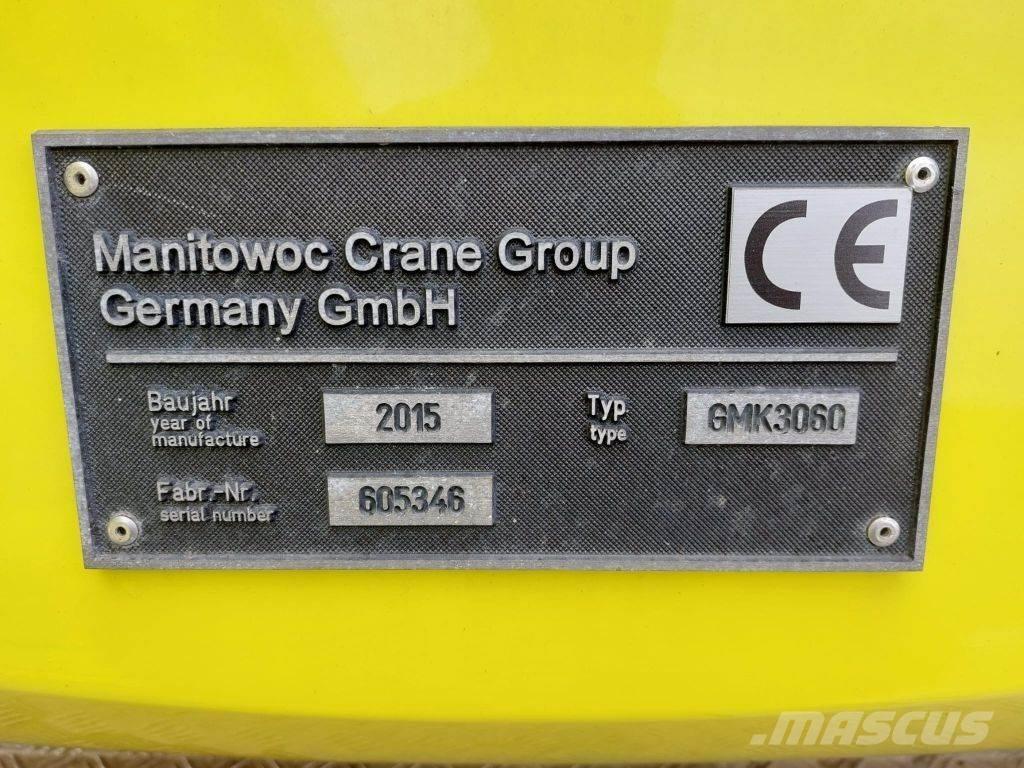 Manitowoc Crane Group
Germany GmbH
CE
Baujahr
year of
manufacture
2015
Typ
type
GMK3060
Fabr.-Nr.
serial number
605346
MASCUS